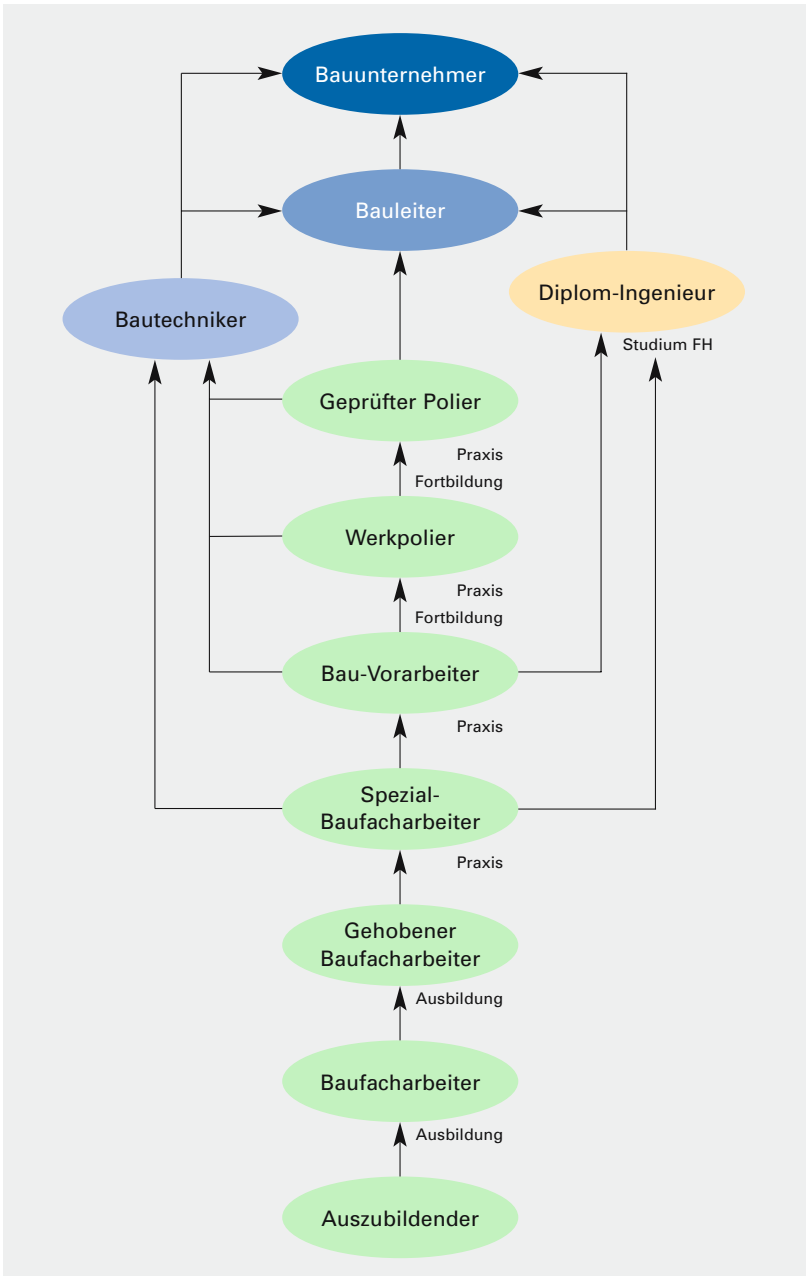 Bauunternehmer
Bauleiter
Bautechniker
Diplom-Ingenieur
Studium FH
Geprüfter Polier
Praxis
Fortbildung
Werkpolier
Praxis
Fortbildung
Bau-Vorarbeiter
Praxis
Spezial-
Baufacharbeiter
Praxis
Gehobener
Baufacharbeiter
Ausbildung
Baufacharbeiter
Ausbildung
Auszubildender